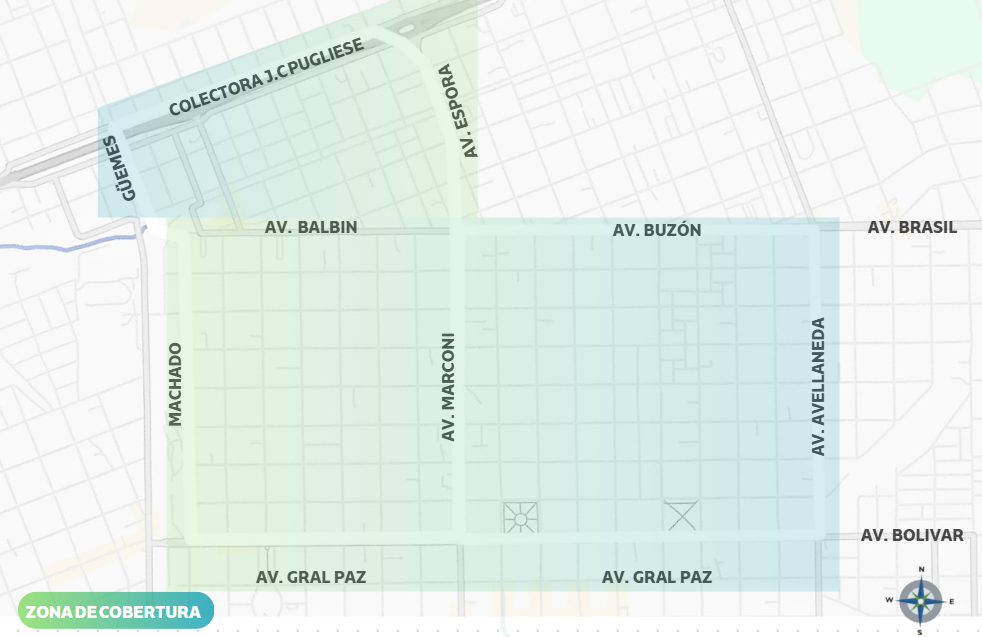 COLECTORA J.C PUGLIESE
AV. ESPORA
GÜEMES
AV. BALBIN
AV. BUZÓN
AV. BRASIL
MACHADO
AV. MARCONI
AV. AVELLANEDA
AV. BOLIVAR
AV. GRAL PAZ
AV. GRAL PAZ
ZONA DE COBERTURA
N
W
E
S